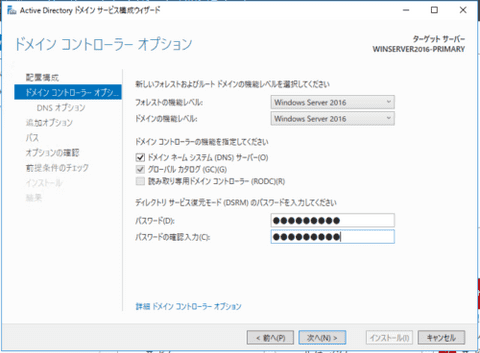 Active Directory ドメイン サービス構成ウィザード
ドメイン コントローラー オプション
ターゲット サーバー
WINSERVER2016-PRIMARY
配置構成
ドメイン コントローラー オプシ...
DNS オプション
追加オプション
パス
オプションの確認
前提条件のチェック
インストール
結果
新しいフォレストおよびルート ドメインの機能レベルを選択してください
フォレストの機能レベル: Windows Server 2016
ドメインの機能レベル: Windows Server 2016
ドメイン コントローラーの機能を指定してください
ドメイン ネーム システム (DNS) サーバー(O)
グローバル カタログ (GC)(G)
読み取り専用ドメイン コントローラー (RODC)(R)
ディレクトリ サービス復元モード (DSRM) のパスワードを入力してください
パスワード(D): ●●●●●●●●●
パスワードの確認入力(C): ●●●●●●●●●
詳細 ドメイン コントローラー オプション
< 前へ(P) 次へ(N) > インストール(I) キャンセル